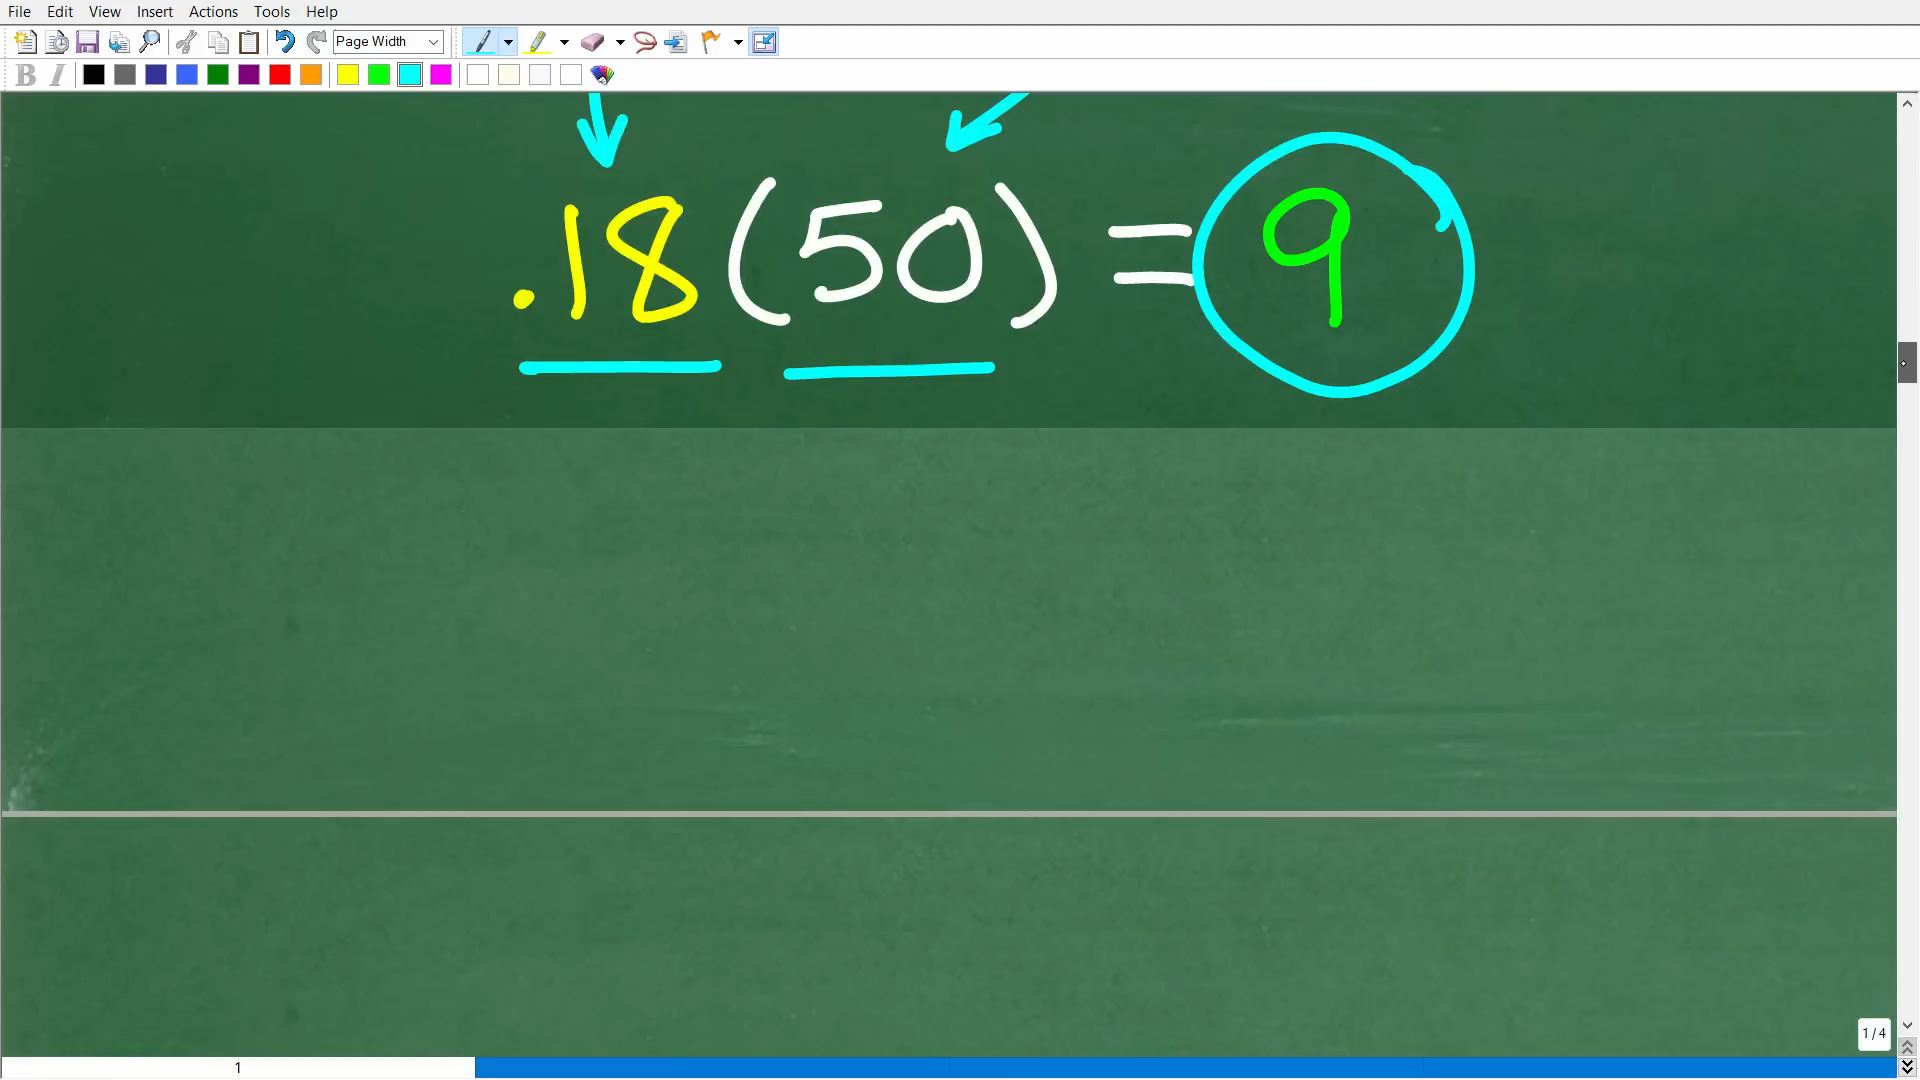 File Edit View Insert Actions Tools Help
Page Width
B I
.18(50) = 9
1 / 4
1